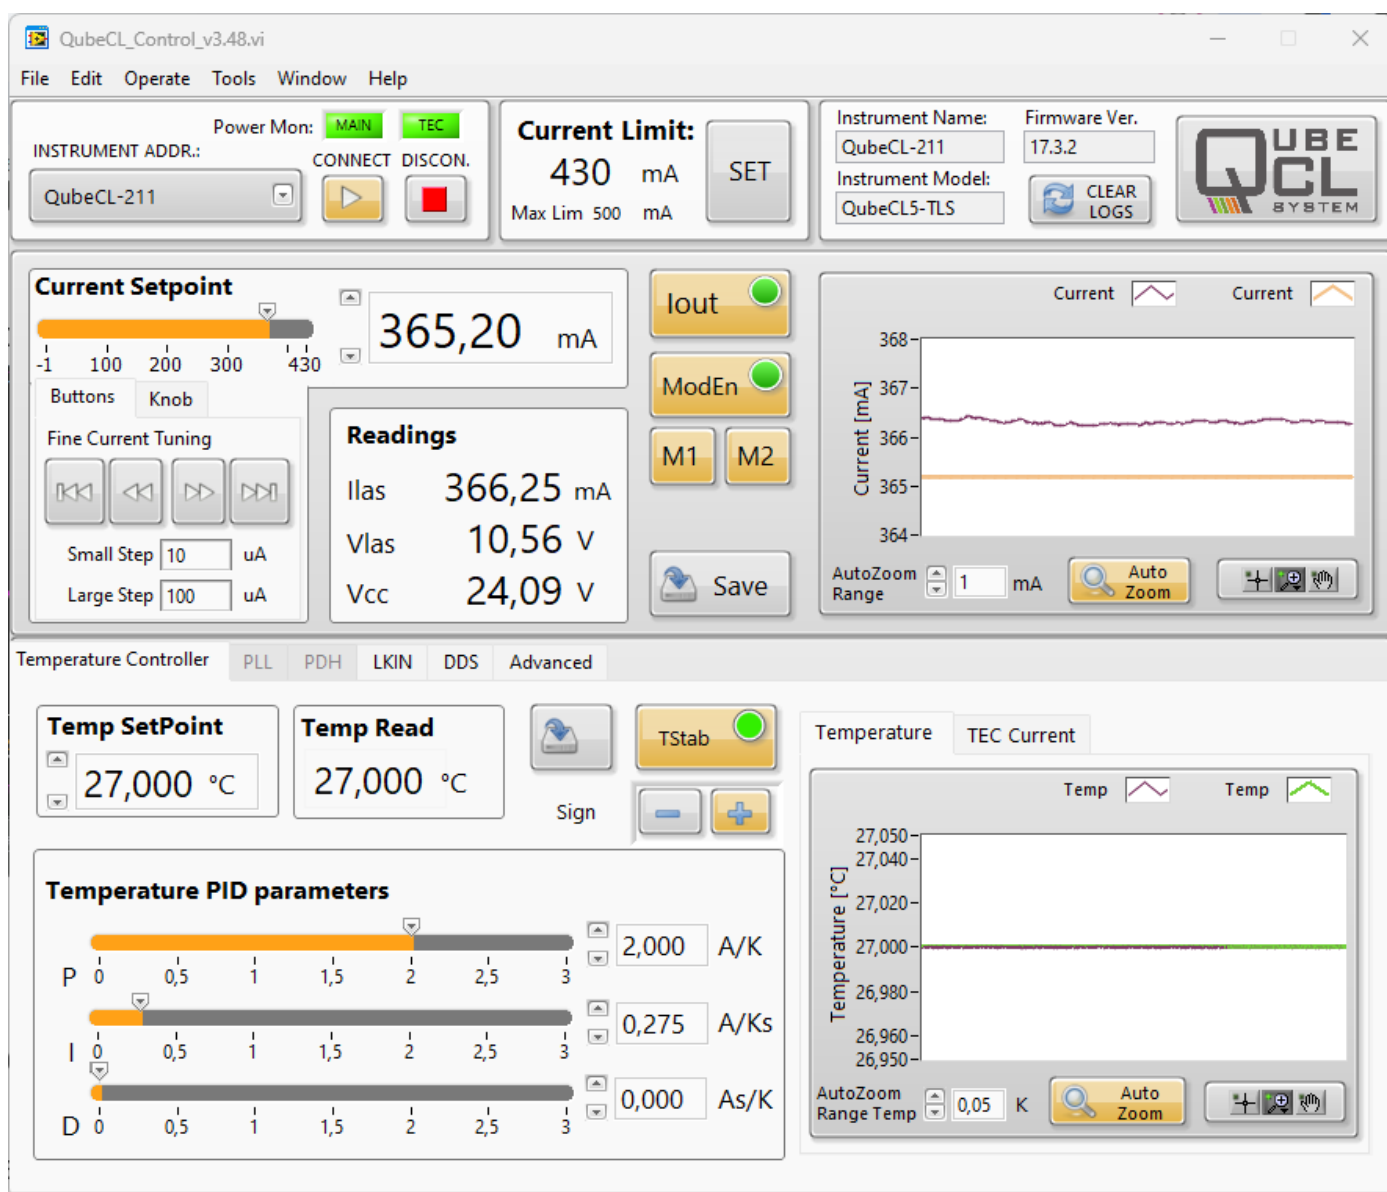 QubeCL_Control_v3.48.vi
File Edit Operate Tools Window Help
Power Mon: MAIN TEC
INSTRUMENT ADDR.:
CONNECT DISCON.
QubeCL-211
Current Limit:
430 mA
Max Lim 500 mA
SET
Instrument Name:
QubeCL-211
Instrument Model:
QubeCL5-TLS
Firmware Ver.
17.3.2
CLEAR
LOGS
QUBE
CL
SYSTEM
Current Setpoint
-1 100 200 300 430
365,20 mA
Buttons Knob
Fine Current Tuning
Small Step 10 uA
Large Step 100 uA
Readings
Ilas 366,25 mA
Vlas 10,56 V
Vcc 24,09 V
Iout
ModEn
M1 M2
Save
Current Current
Current [mA]
368
367
366
365
364
AutoZoom
Range 1 mA
Auto
Zoom
Temperature Controller PLL PDH LKIN DDS Advanced
Temp SetPoint
27,000 °C
Temp Read
27,000 °C
TStab
Sign
Temperature PID parameters
P 0 0,5 1 1,5 2 2,5 3 2,000 A/K
I 0 0,5 1 1,5 2 2,5 3 0,275 A/Ks
D 0 0,5 1 1,5 2 2,5 3 0,000 As/K
Temperature TEC Current
Temp Temp
Temperature [°C]
27,050
27,040
27,020
27,000
26,980
26,960
26,950
AutoZoom
Range Temp 0,05 K
Auto
Zoom